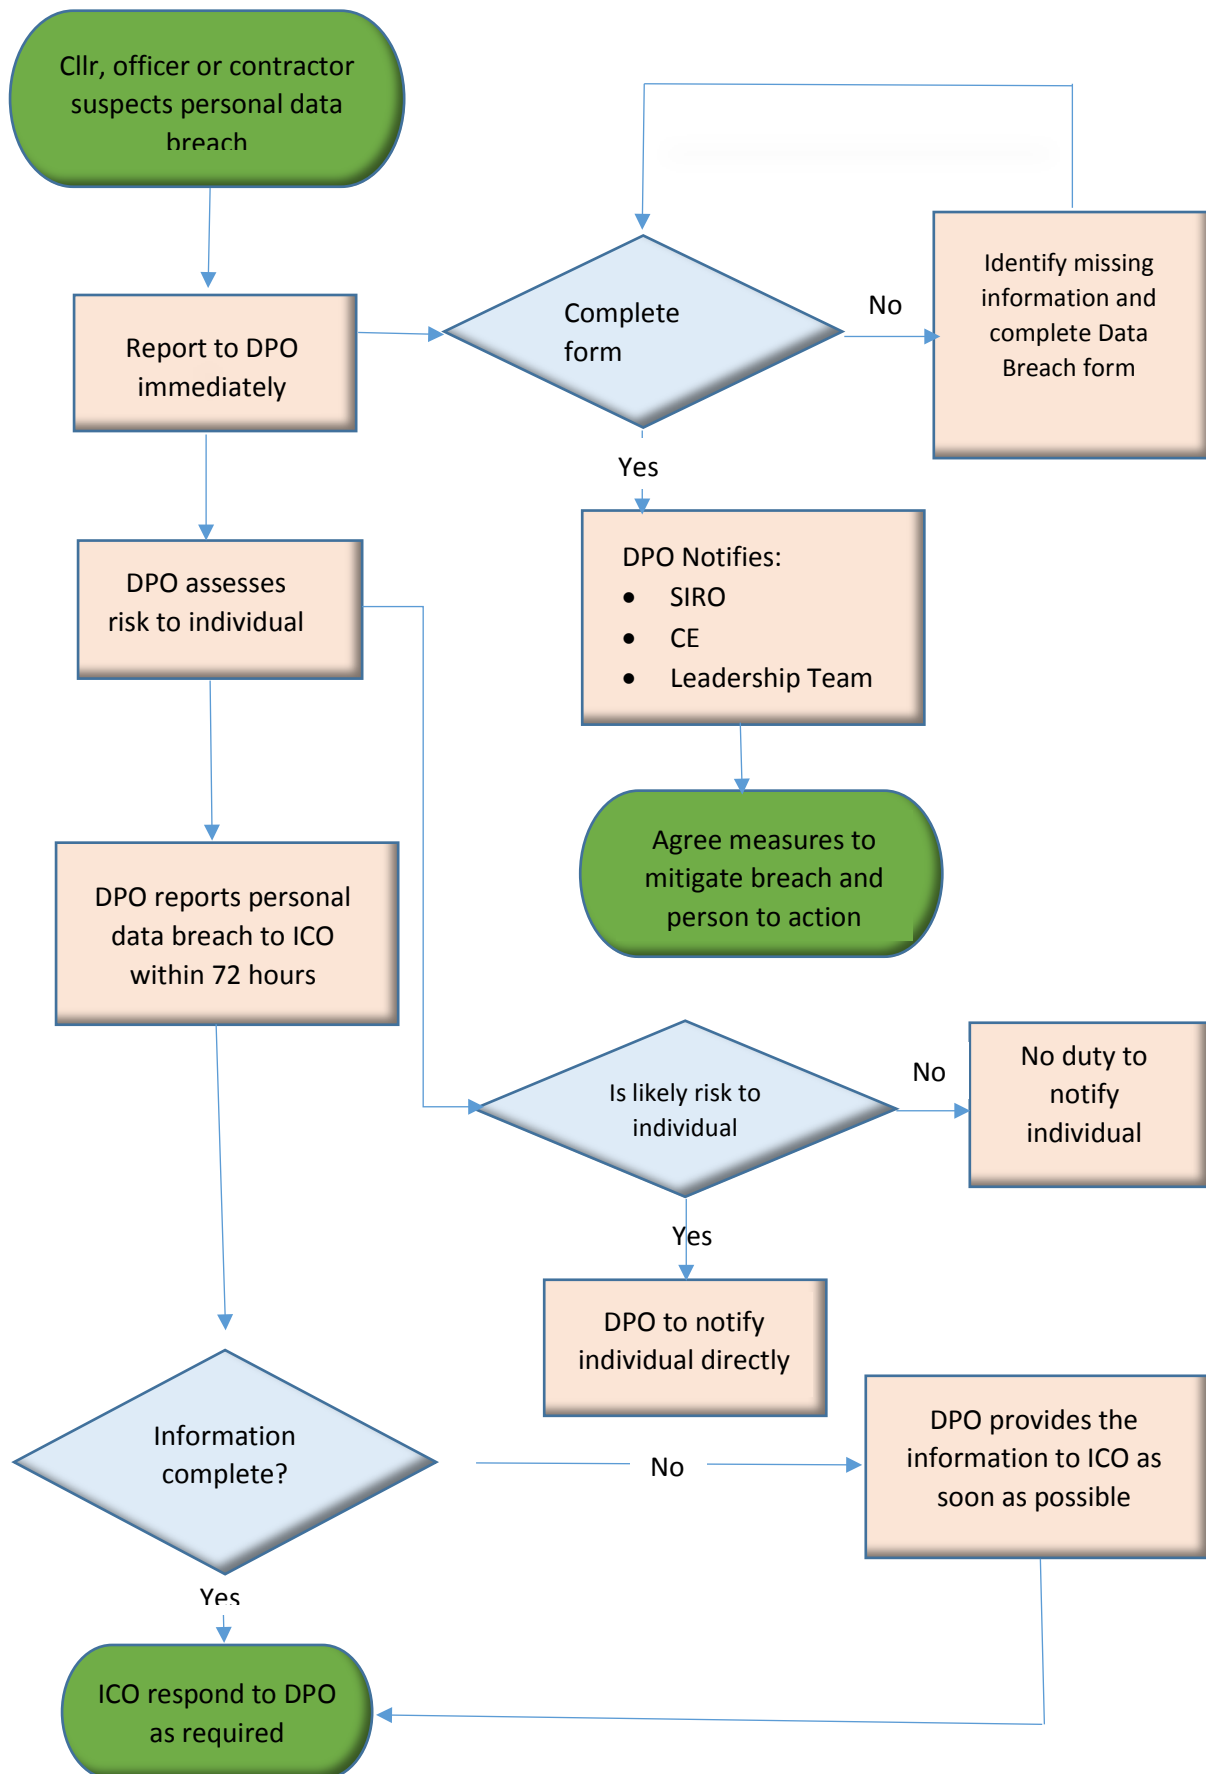 Cllr, officer or contractor
suspects personal data
breach
Report to DPO
immediately
Complete
form
No
Identify missing
information and
complete Data
Breach form
Yes
DPO assesses
risk to individual
DPO Notifies:
• SIRO
• CE
• Leadership Team
Agree measures to
mitigate breach and
person to action
DPO reports personal
data breach to ICO
within 72 hours
Is likely risk to
individual
No
No duty to
notify
individual
Yes
DPO to notify
individual directly
Information
complete?
No
DPO provides the
information to ICO as
soon as possible
Yes
ICO respond to DPO
as required